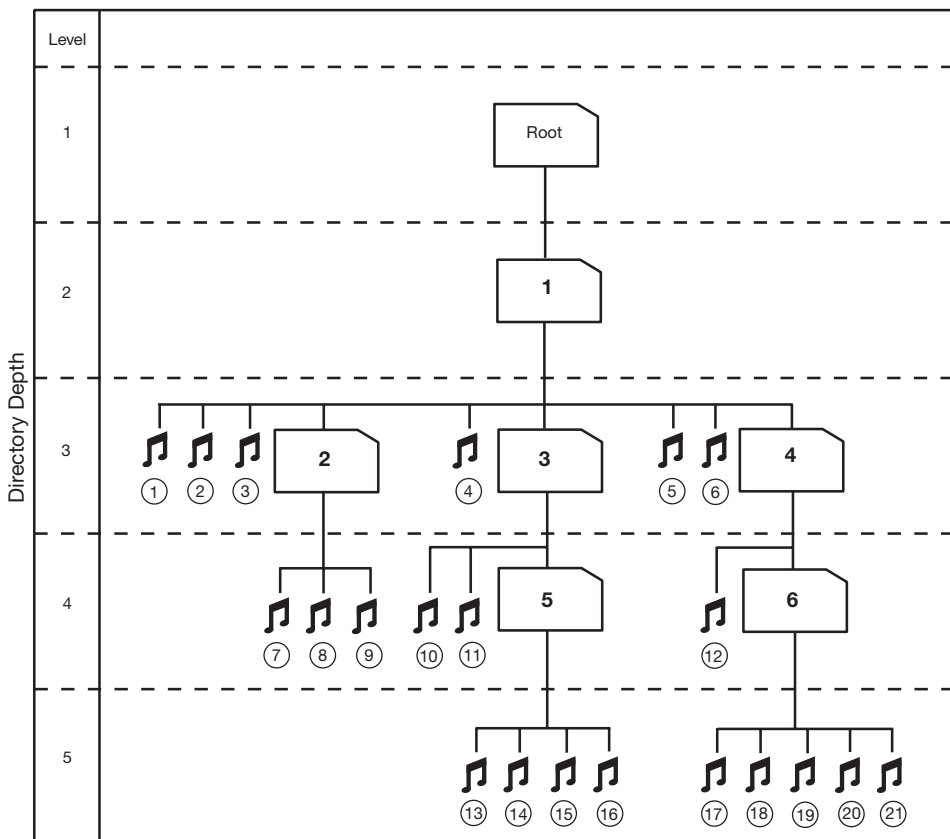 Level
Directory Depth
1
Root
2
1
3
2
3
4
① ② ③ ④ ⑤ ⑥
4
5
6
⑦ ⑧ ⑨ ⑩ ⑪ ⑫
5
⑬ ⑭ ⑮ ⑯ ⑰ ⑱ ⑲ ⑳ ㉑